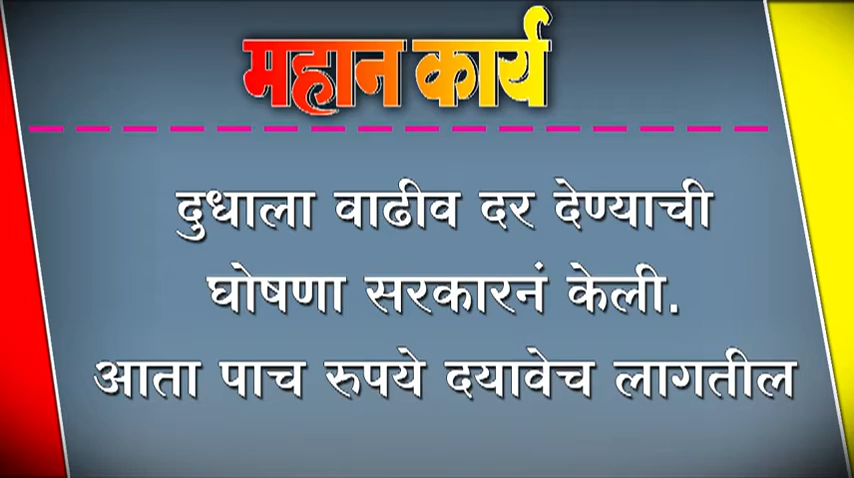 महान कार्य
दुधाला वाढीव दर देण्याची
घोषणा सरकारनं केली.
आता पाच रुपये दयावेच लागतील